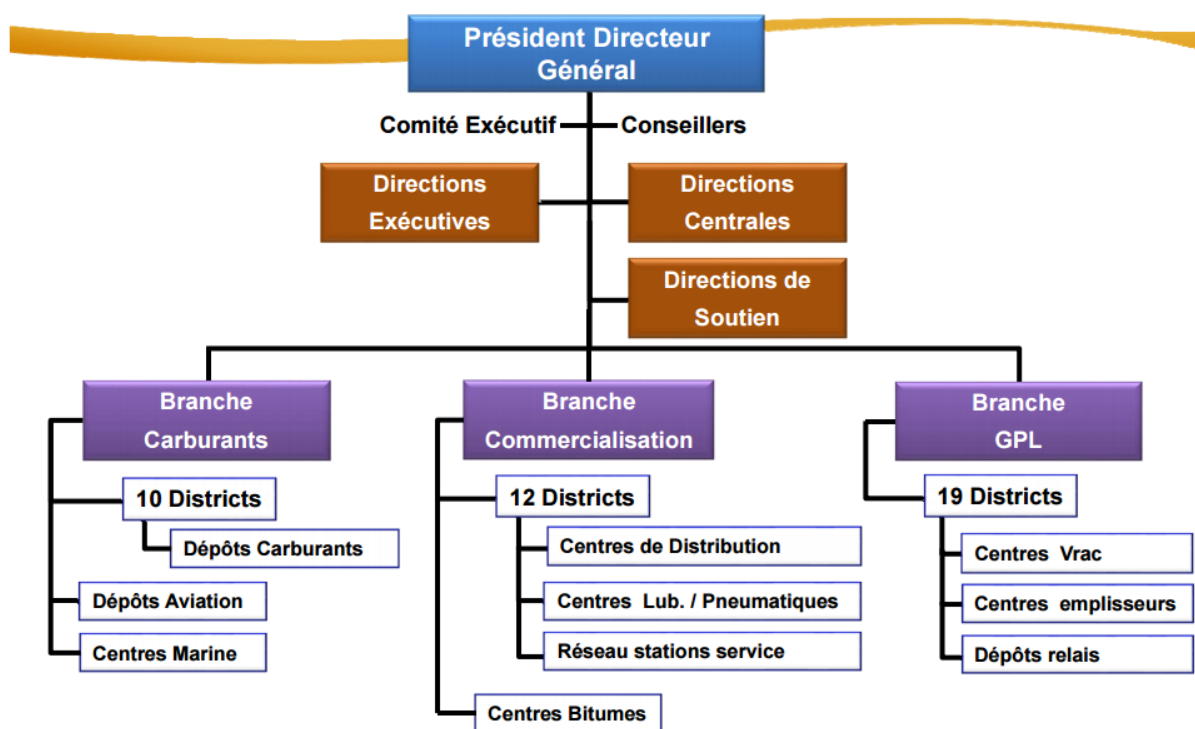 Président Directeur
Général
Comité Exécutif
Conseillers
Directions
Exécutives
Directions
Centrales
Directions de
Soutien
Branche
Carburants
10 Districts
Dépôts Carburants
Dépôts Aviation
Centres Marine
Branche
Commercialisation
12 Districts
Centres de Distribution
Centres Lub. / Pneumatiques
Réseau stations service
Centres Bitumes
Branche
GPL
19 Districts
Centres Vrac
Centres emplisseurs
Dépôts relais